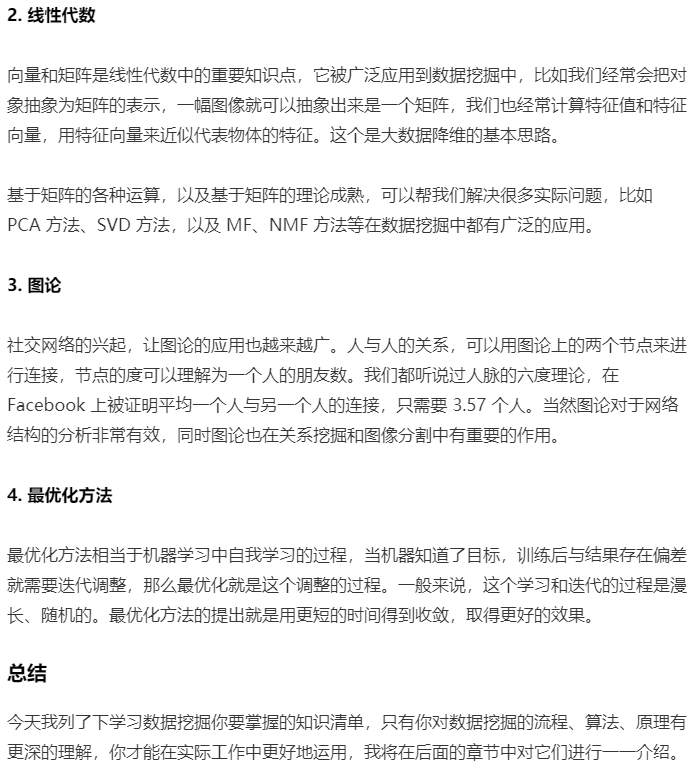 2. 线性代数
向量和矩阵是线性代数中的重要知识点，它被广泛应用到数据挖掘中，比如我们经常会把对
象抽象为矩阵的表示，一幅图像就可以抽象出来是一个矩阵，我们也经常计算特征值和特征
向量，用特征向量来近似代表物体的特征。这个是大数据降维的基本思路。
基于矩阵的各种运算，以及基于矩阵的理论成熟，可以帮我们解决很多实际问题，比如
PCA 方法、SVD 方法，以及 MF、NMF 方法等在数据挖掘中都有广泛的应用。
3. 图论
社交网络的兴起，让图论的应用也越来越广。人与人的关系，可以用图论上的两个节点来进
行连接，节点的度可以理解为一个人的朋友数。我们都听说过人脉的六度理论，在
Facebook 上被证明平均一个人与另一个人的连接，只需要 3.57 个人。当然图论对于网络
结构的分析非常有效，同时图论也在关系挖掘和图像分割中有重要的作用。
4. 最优化方法
最优化方法相当于机器学习中自我学习的过程，当机器知道了目标，训练后与结果存在偏差
就需要迭代调整，那么最优化就是这个调整的过程。一般来说，这个学习和迭代的过程是漫
长、随机的。最优化方法的提出就是用更短的时间得到收敛，取得更好的效果。
总结
今天我列了下学习数据挖掘你要掌握的知识清单，只有你对数据挖掘的流程、算法、原理有
更深的理解，你才能在实际工作中更好地运用，我将在后面的章节中对它们进行一一介绍。